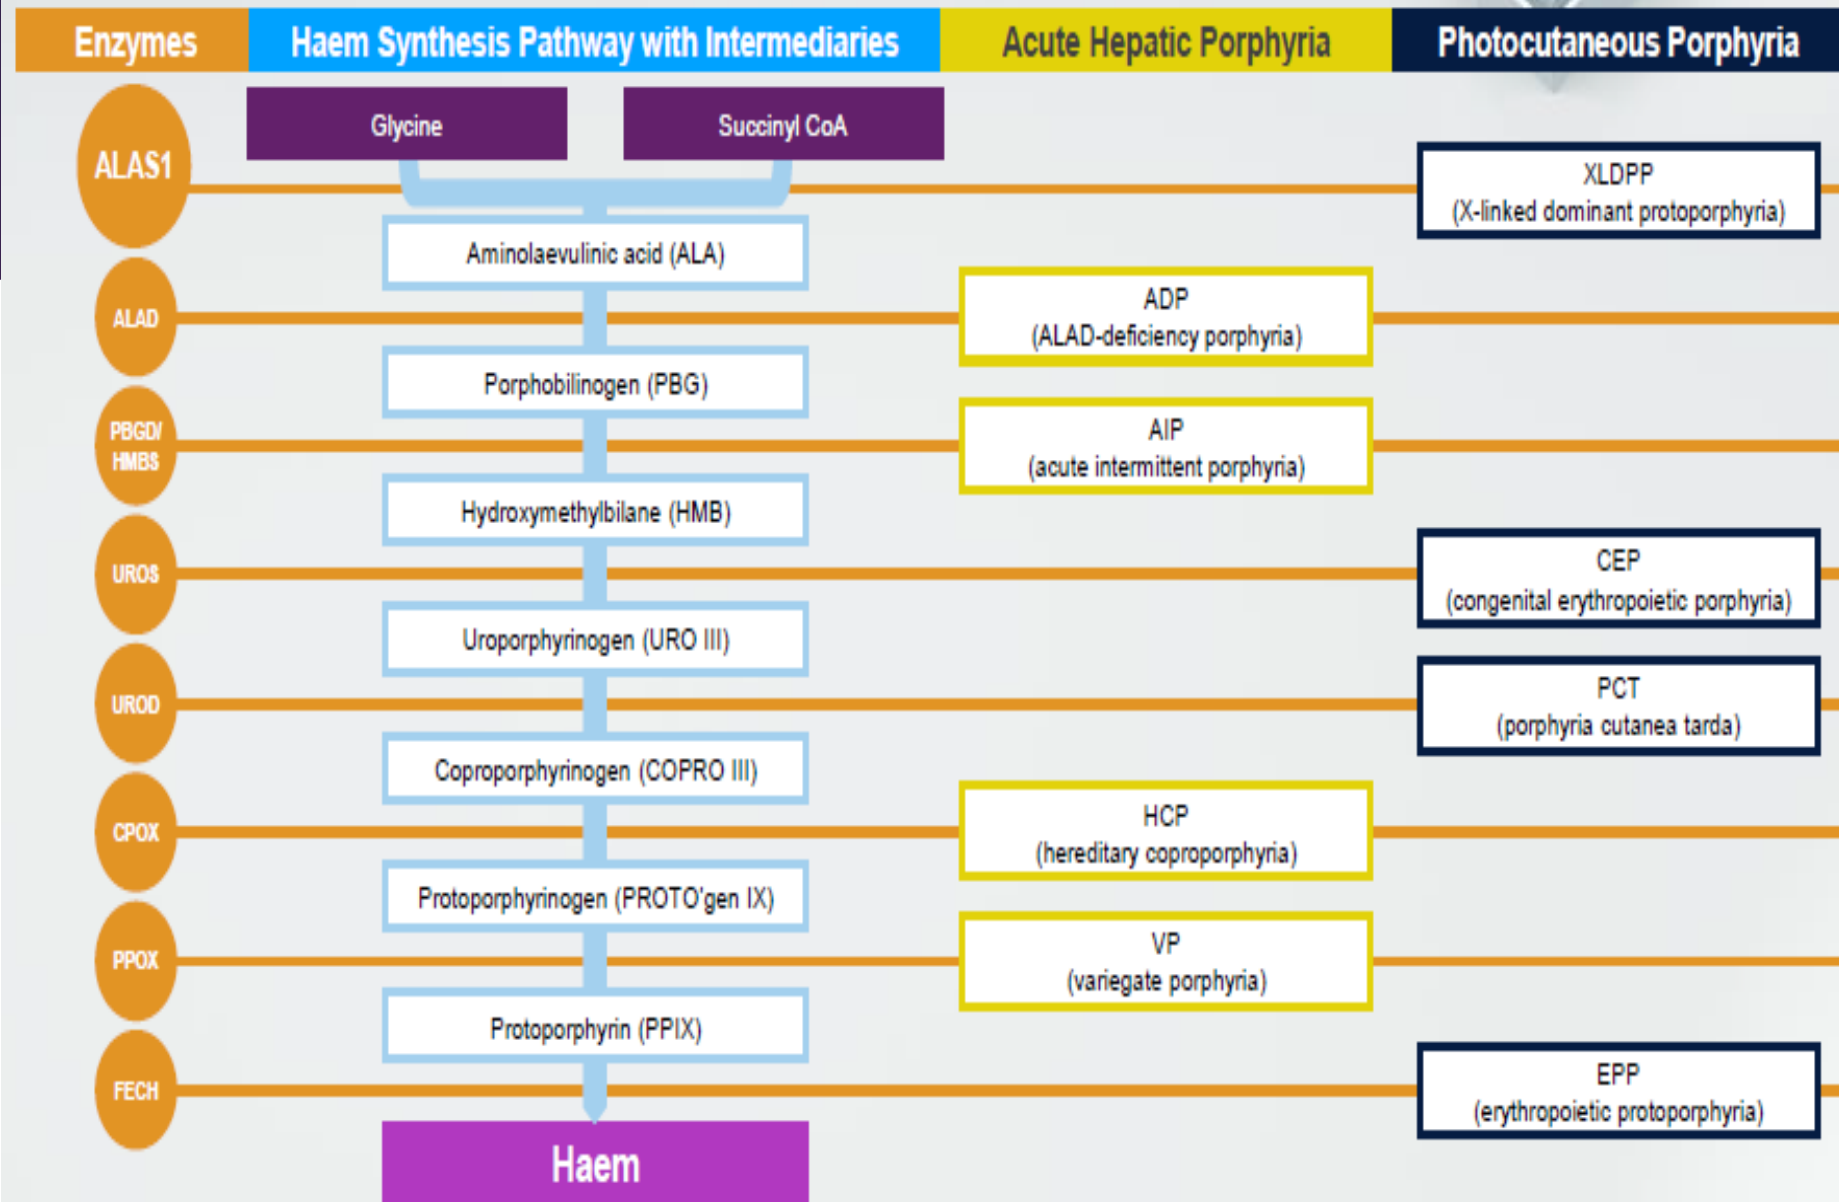 Enzymes
Haem Synthesis Pathway with Intermediaries
Acute Hepatic Porphyria
Photocutaneous Porphyria
Glycine
Succinyl CoA
ALAS1
XLDPP
(X-linked dominant protoporphyria)
Aminolaevulinic acid (ALA)
ALAD
ADP
(ALAD-deficiency porphyria)
Porphobilinogen (PBG)
PBGD/
HMBS
AIP
(acute intermittent porphyria)
Hydroxymethylbilane (HMB)
UROS
CEP
(congenital erythropoietic porphyria)
Uroporphyrinogen (URO III)
UROD
PCT
(porphyria cutanea tarda)
Coproporphyrinogen (COPRO III)
CPOX
HCP
(hereditary coproporphyria)
Protoporphyrinogen (PROTO'gen IX)
PPOX
VP
(variegate porphyria)
Protoporphyrin (PPIX)
FECH
EPP
(erythropoietic protoporphyria)
Haem